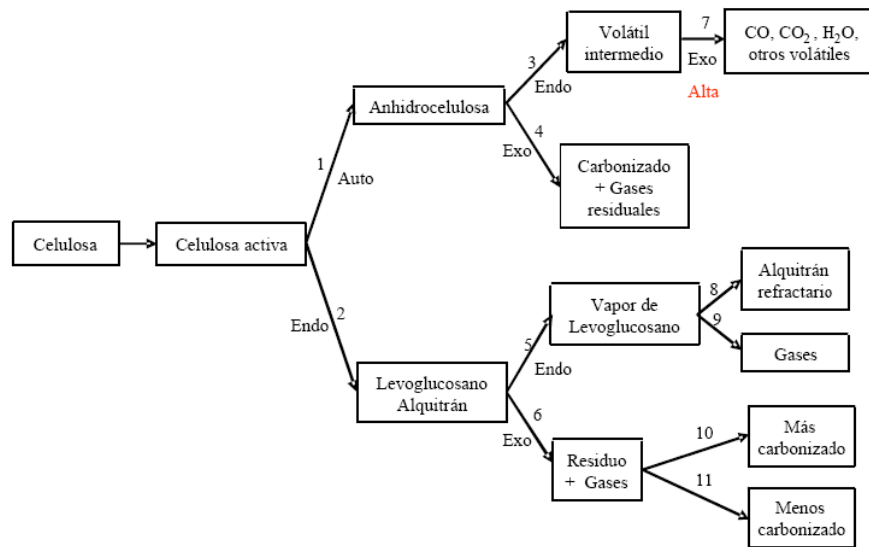 Celulosa
Celulosa activa
1
Auto
2
Endo
Anhidrocelulosa
3
Endo
4
Exo
Volátil
intermedio
7
Exo
Alta
CO, CO₂ , H₂O,
otros volátiles
Carbonizado
+ Gases
residuales
Levoglucosano
Alquitrán
5
Endo
6
Exo
Vapor de
Levoglucosano
8
9
Alquitrán
refractario
Gases
Residuo
+ Gases
10
11
Más
carbonizado
Menos
carbonizado